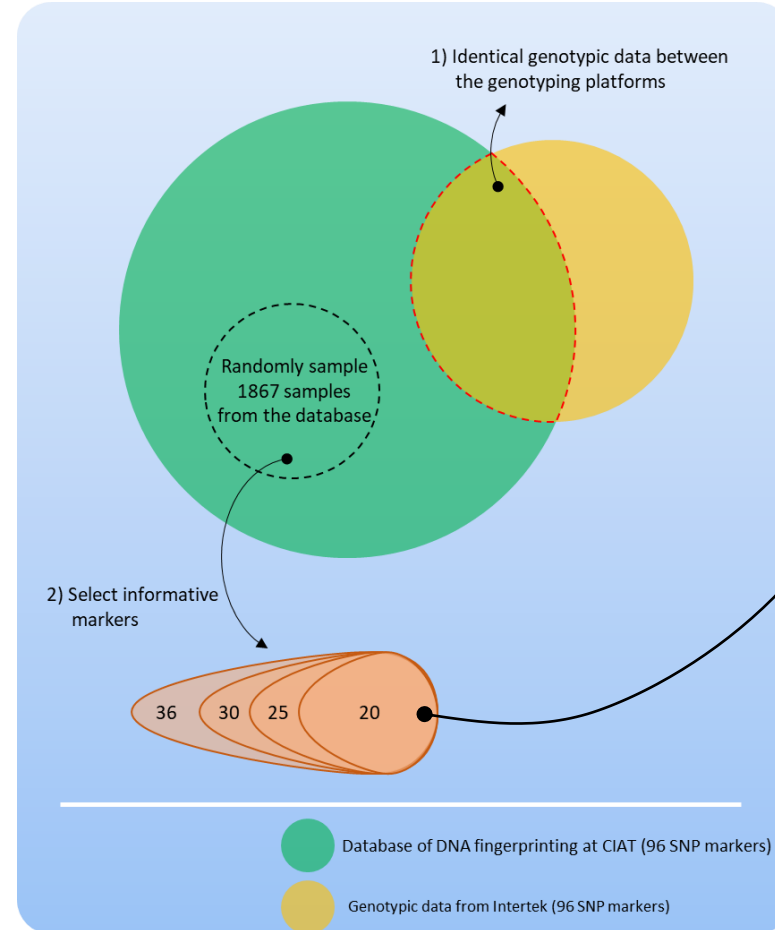 1) Identical genotypic data between
the genotyping platforms
Randomly sample
1867 samples
from the database
2) Select informative
markers
36 30 25 20
Database of DNA fingerprinting at CIAT (96 SNP markers)
Genotypic data from Intertek (96 SNP markers)